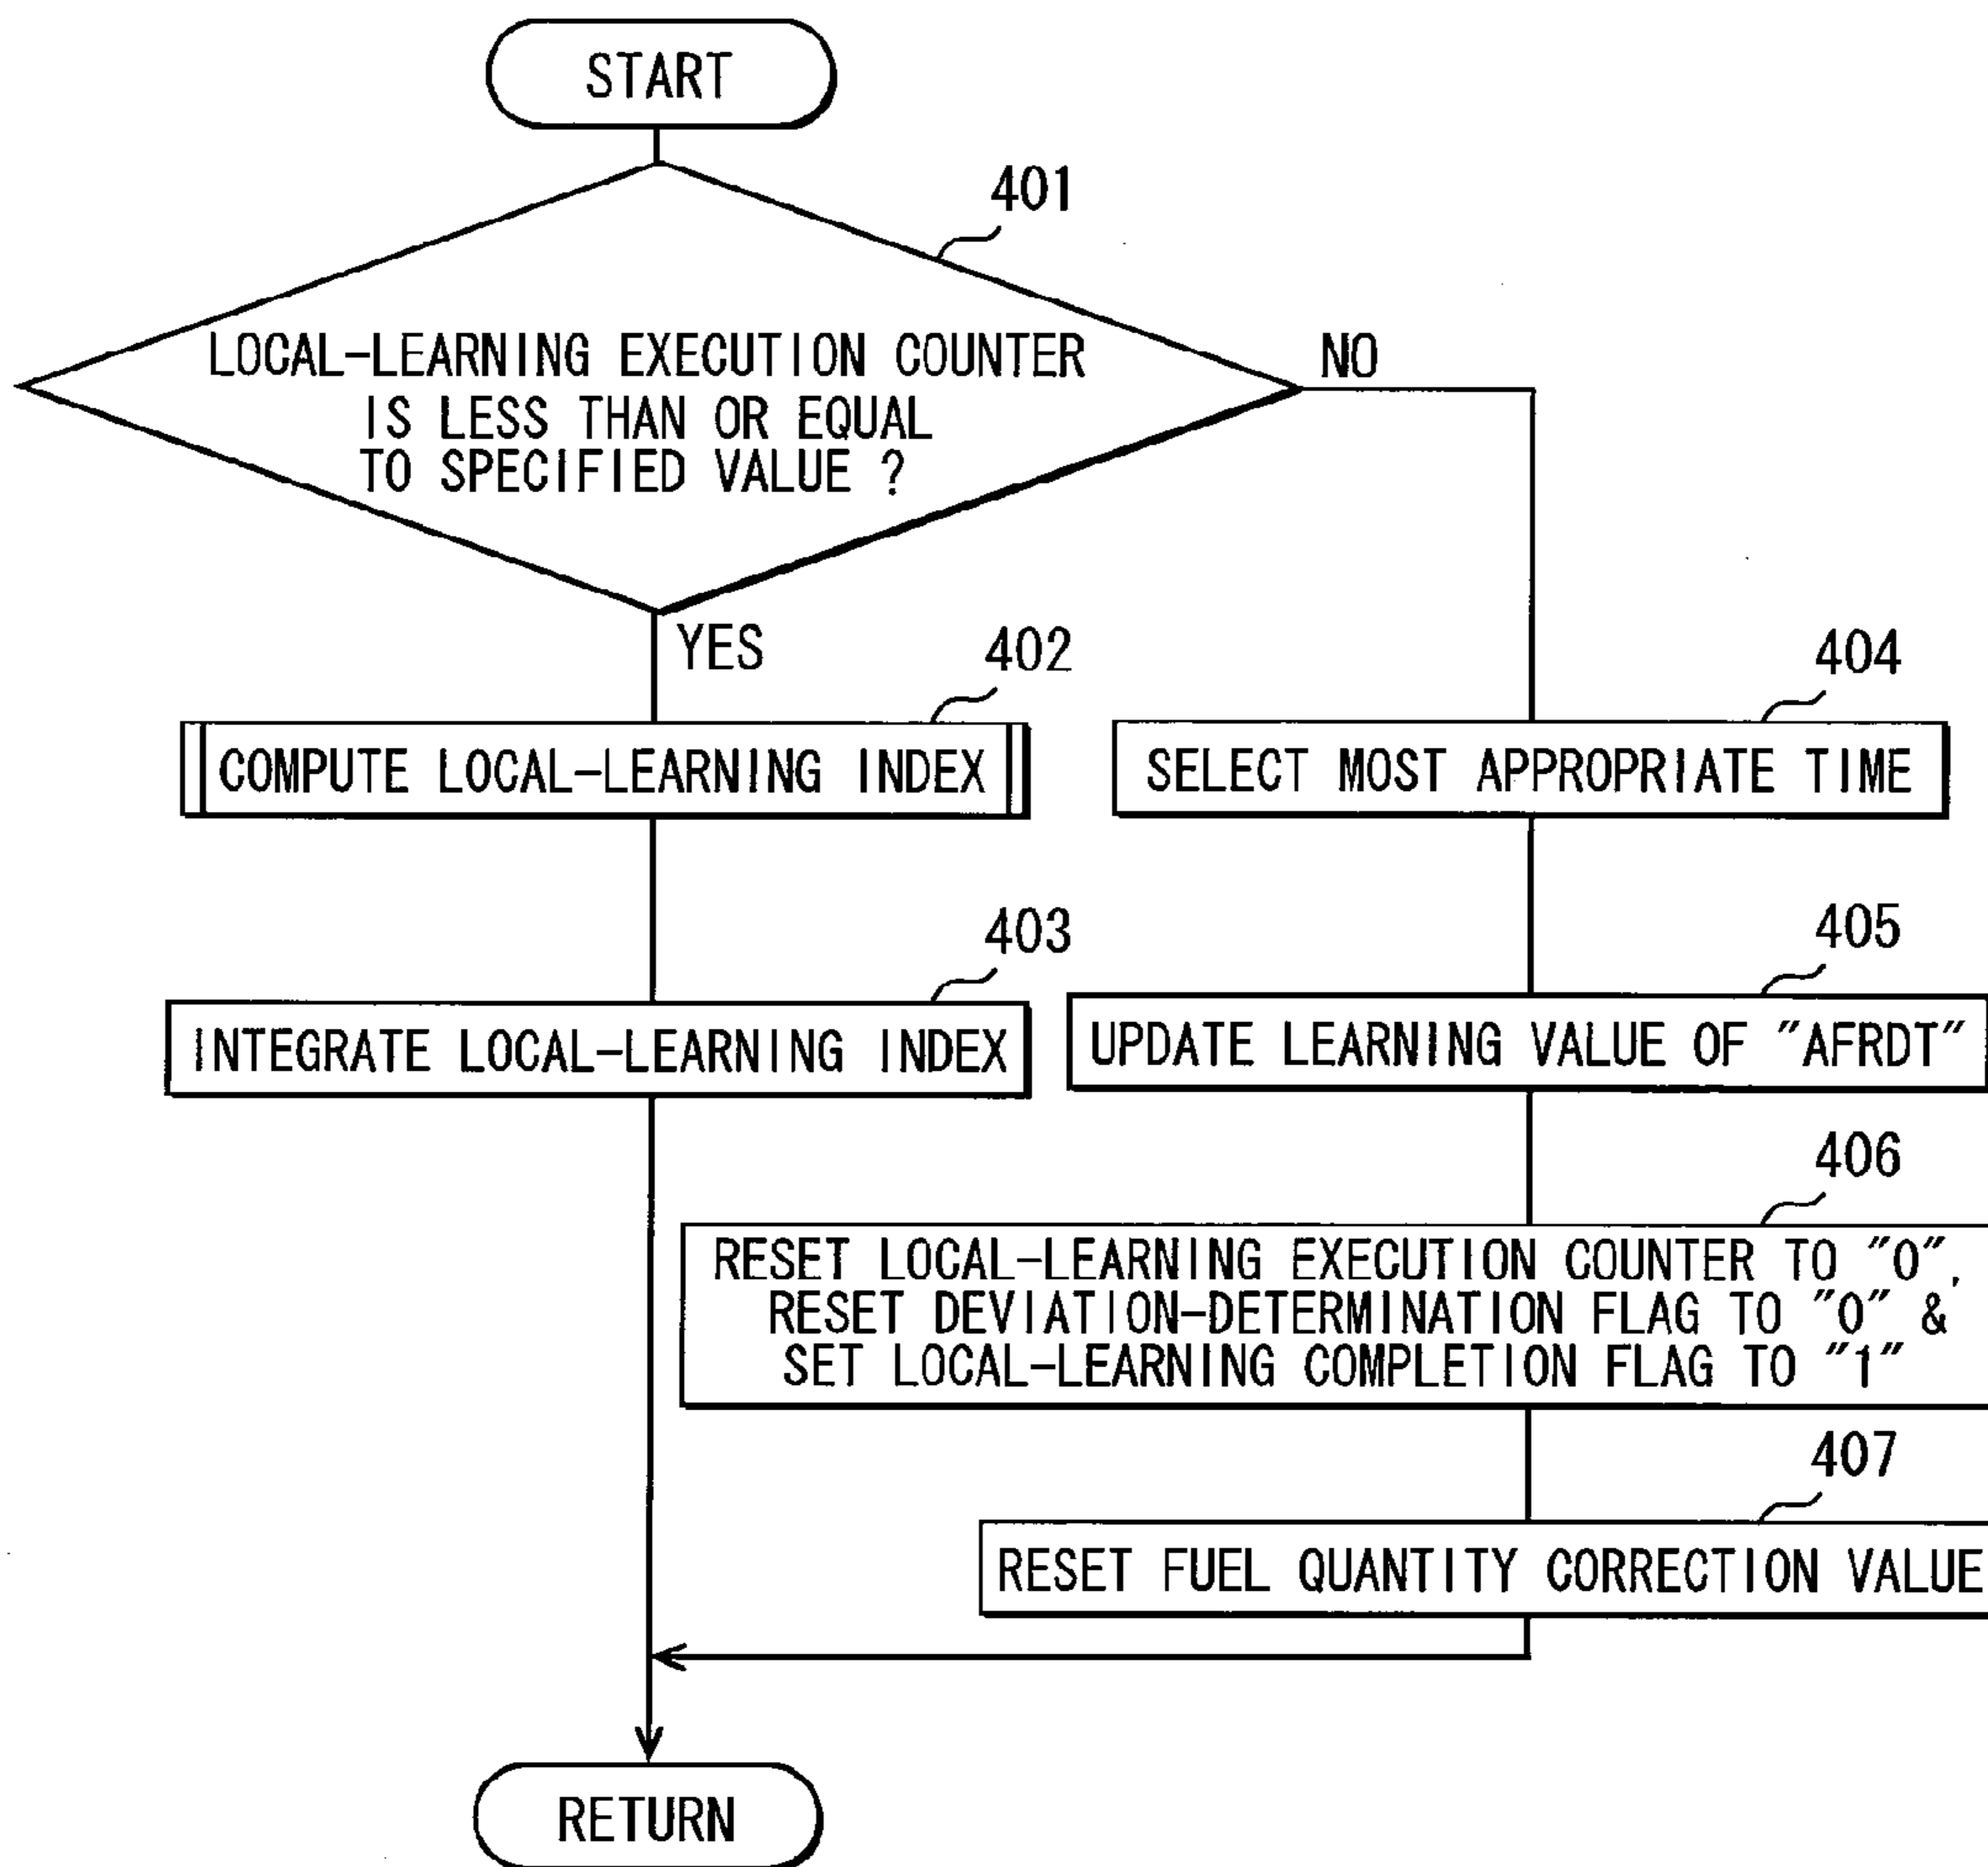 START
401
LOCAL-LEARNING EXECUTION COUNTER
IS LESS THAN OR EQUAL
TO SPECIFIED VALUE ?
NO
YES
402
COMPUTE LOCAL-LEARNING INDEX
403
INTEGRATE LOCAL-LEARNING INDEX
404
SELECT MOST APPROPRIATE TIME
405
UPDATE LEARNING VALUE OF "AFRDT"
406
RESET LOCAL-LEARNING EXECUTION COUNTER TO "0",
RESET DEVIATION-DETERMINATION FLAG TO "0" &
SET LOCAL-LEARNING COMPLETION FLAG TO "1"
407
RESET FUEL QUANTITY CORRECTION VALUE
RETURN